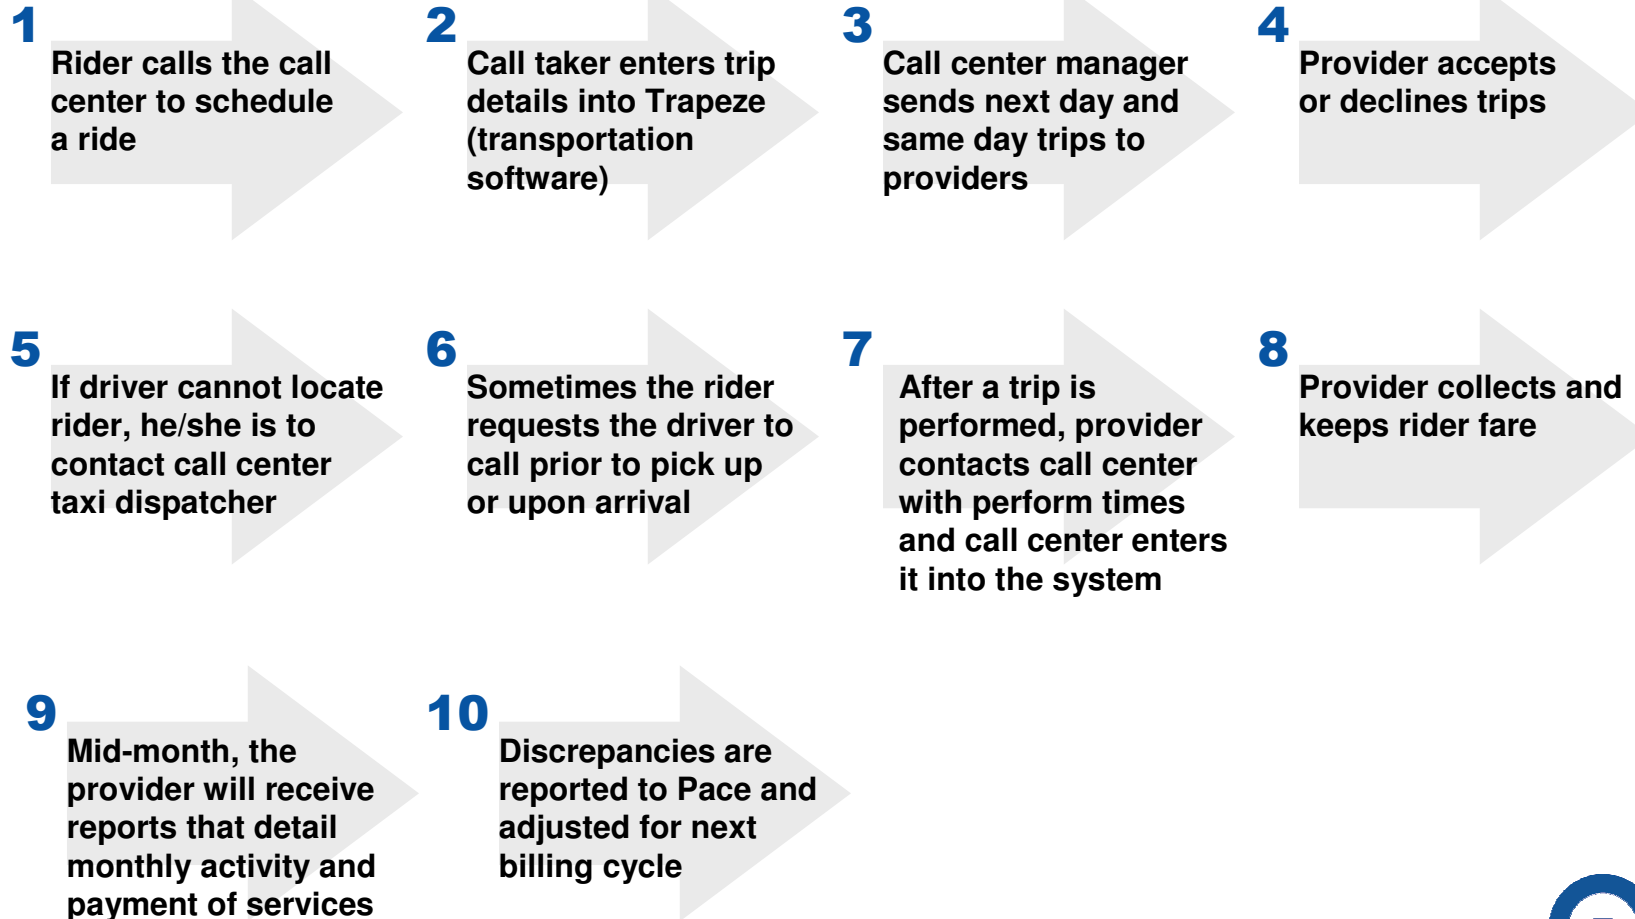 1
Rider calls the call
center to schedule
a ride
2
Call taker enters trip
details into Trapeze
(transportation
software)
3
Call center manager
sends next day and
same day trips to
providers
4
Provider accepts
or declines trips
5
If driver cannot locate
rider, he/she is to
contact call center
taxi dispatcher
6
Sometimes the rider
requests the driver to
call prior to pick up
or upon arrival
7
After a trip is
performed, provider
contacts call center
with perform times
and call center enters
it into the system
8
Provider collects and
keeps rider fare
9
Mid-month, the
provider will receive
reports that detail
monthly activity and
payment of services
10
Discrepancies are
reported to Pace and
adjusted for next
billing cycle